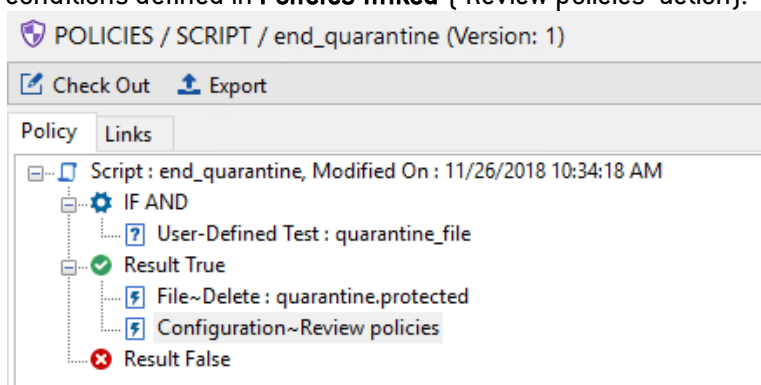 conditions defined in Policies linked ("Review policies" action).
POLICIES / SCRIPT / end_quarantine (Version: 1)
Check Out Export
Policy Links
Script : end_quarantine, Modified On : 11/26/2018 10:34:18 AM
IF AND
User-Defined Test : quarantine_file
Result True
File~Delete : quarantine.protected
Configuration~Review policies
Result False